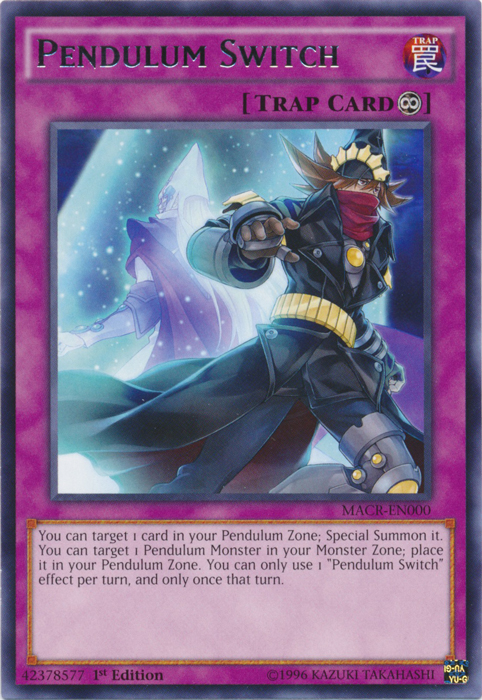 PENDULUM SWITCH
TRAP
罠
[TRAP CARD♾]
MACR-EN000
You can target 1 card in your Pendulum Zone; Special Summon it.
You can target 1 Pendulum Monster in your Monster Zone; place
it in your Pendulum Zone. You can only use 1 "Pendulum Switch"
effect per turn, and only once that turn.
42378577 1st Edition ©1996 KAZUKI TAKAHASHI
YU-G